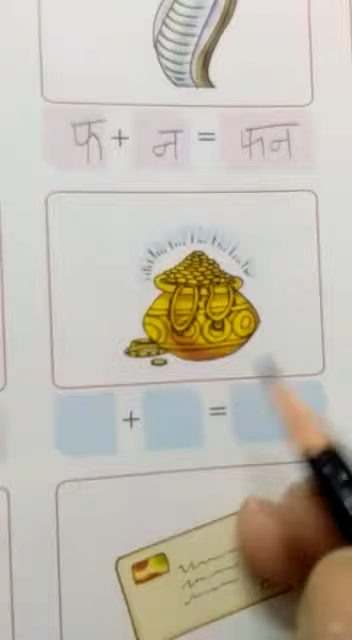 फ + न = फन
+ =